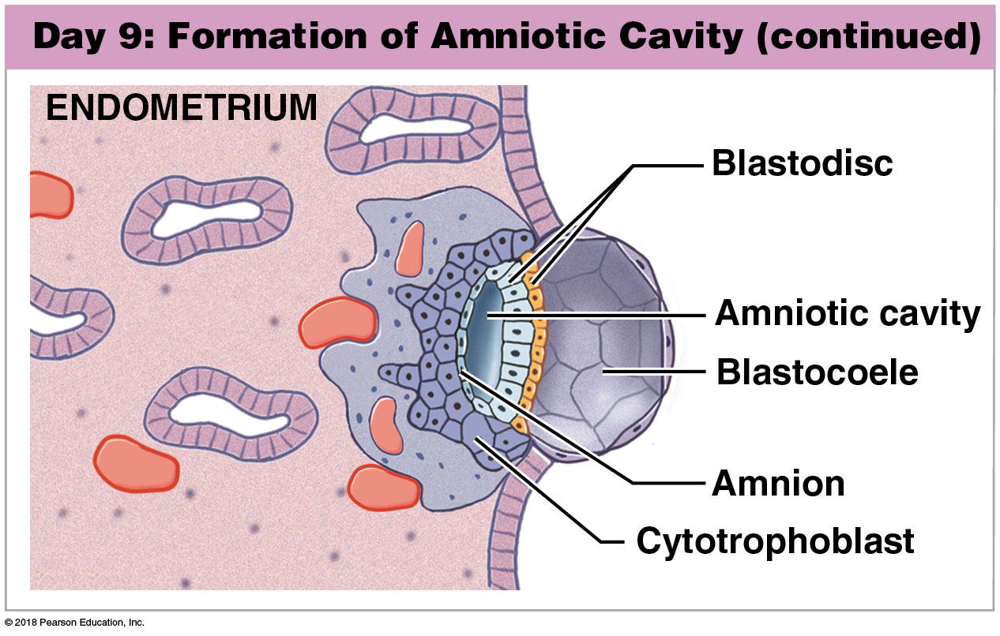 Day 9: Formation of Amniotic Cavity (continued)
ENDOMETRIUM
Blastodisc
Amniotic cavity
Blastocoele
Amnion
Cytotrophoblast
© 2018 Pearson Education, Inc.